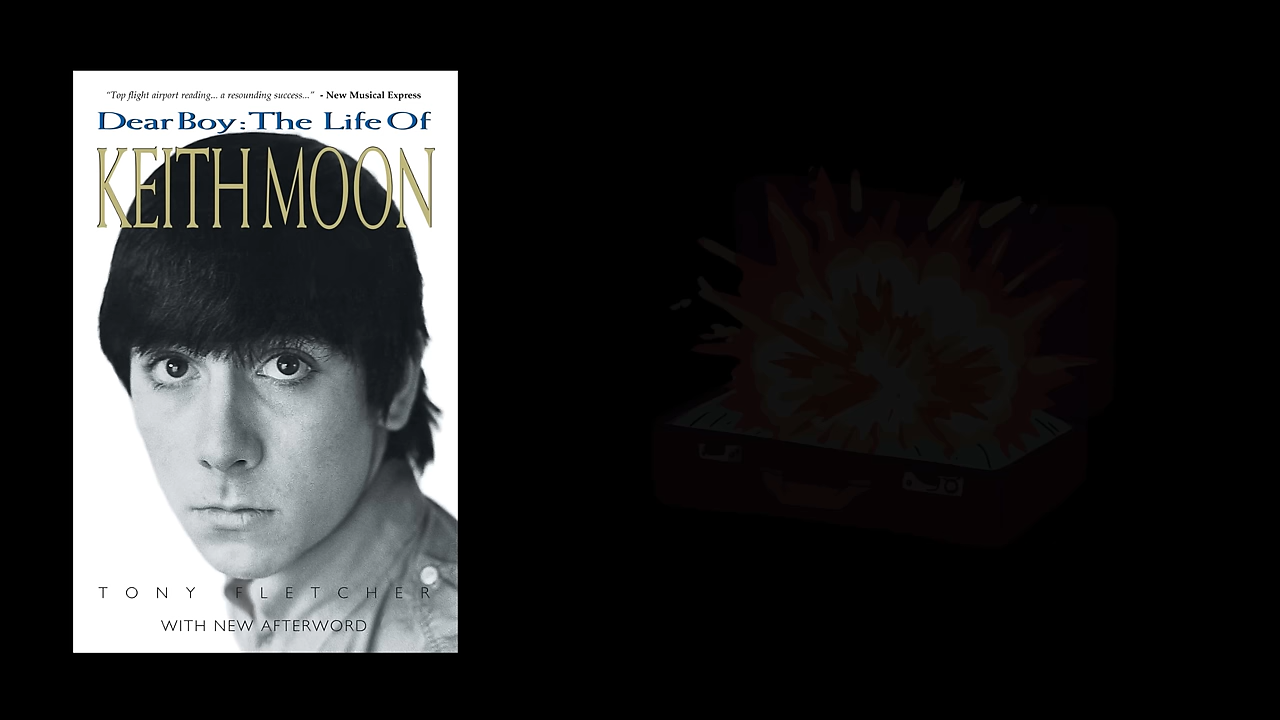 “Top flight airport reading... a resounding success...” - New Musical Express
Dear Boy: The Life Of
KEITH MOON
TONY FLETCHER
WITH NEW AFTERWORD